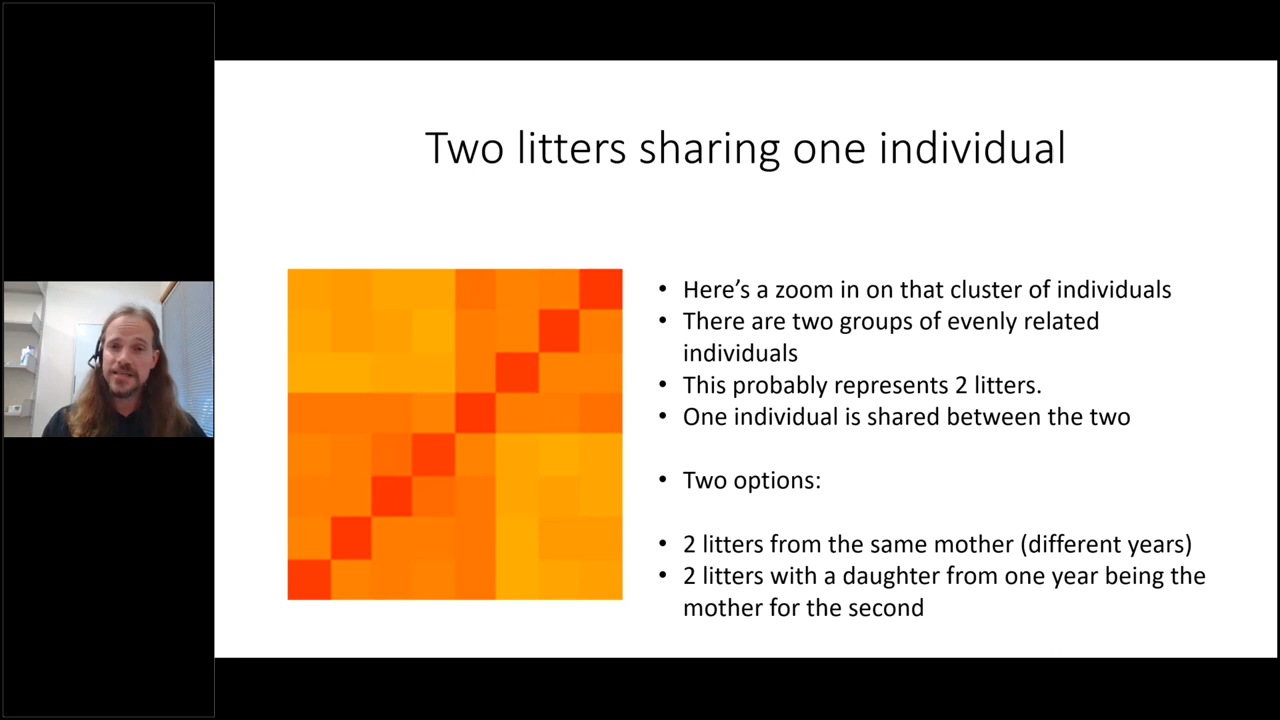 Two litters sharing one individual
• Here’s a zoom in on that cluster of individuals
• There are two groups of evenly related
individuals
• This probably represents 2 litters.
• One individual is shared between the two
• Two options:
• 2 litters from the same mother (different years)
• 2 litters with a daughter from one year being the
mother for the second